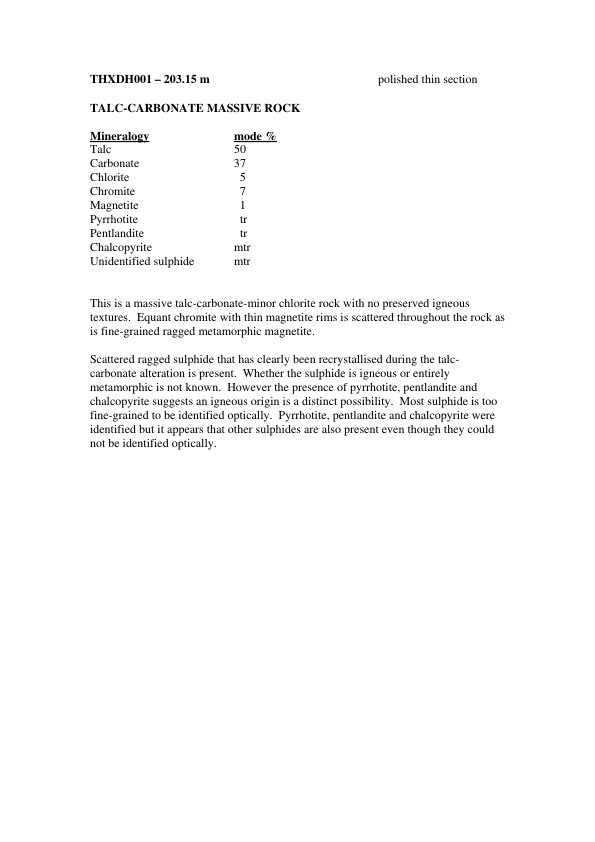 THXDH001 – 203.15 m polished thin section
TALC-CARBONATE MASSIVE ROCK
Mineralogy mode %
Talc 50
Carbonate 37
Chlorite 5
Chromite 7
Magnetite 1
Pyrrhotite tr
Pentlandite tr
Chalcopyrite mtr
Unidentified sulphide mtr
This is a massive talc-carbonate-minor chlorite rock with no preserved igneous
textures.  Equant chromite with thin magnetite rims is scattered throughout the rock as
is fine-grained ragged metamorphic magnetite.
Scattered ragged sulphide that has clearly been recrystallised during the talc-
carbonate alteration is present.  Whether the sulphide is igneous or entirely
metamorphic is not known.  However the presence of pyrrhotite, pentlandite and
chalcopyrite suggests an igneous origin is a distinct possibility.  Most sulphide is too
fine-grained to be identified optically.  Pyrrhotite, pentlandite and chalcopyrite were
identified but it appears that other sulphides are also present even though they could
not be identified optically.